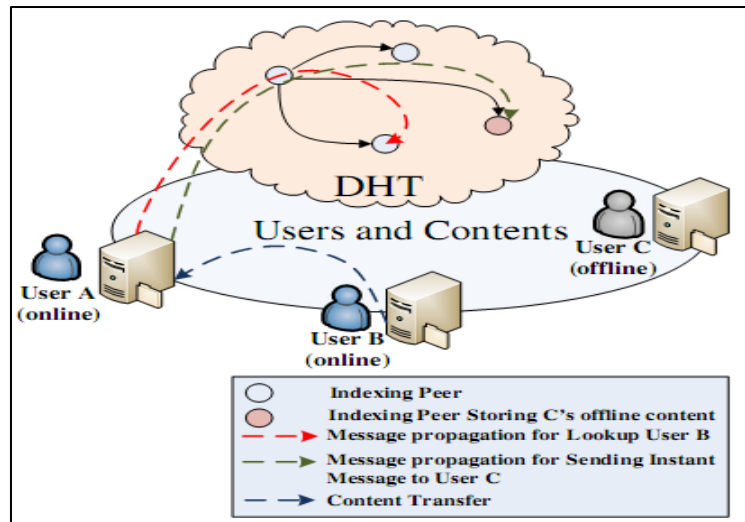 DHT
Users and Contents
User C
(offline)
User A
(online)
User B
(online)
Indexing Peer
Indexing Peer Storing C's offline content
Message propagation for Lookup User B
Message propagation for Sending Instant
Message to User C
Content Transfer